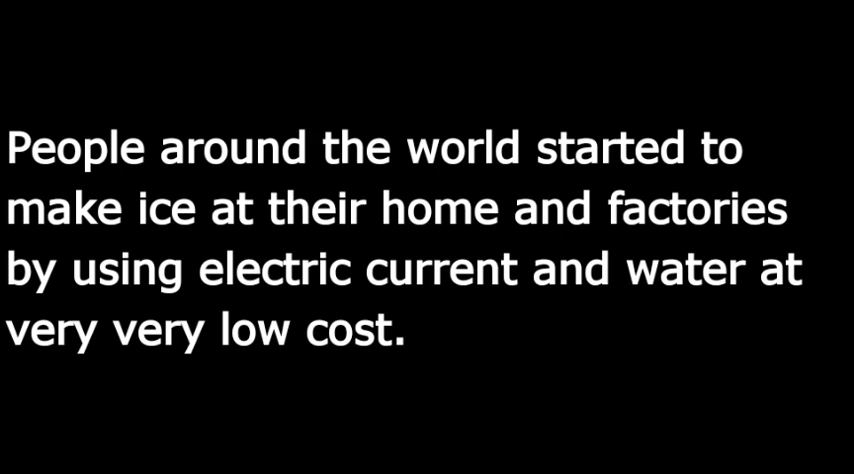 People around the world started to
make ice at their home and factories
by using electric current and water at
very very low cost.